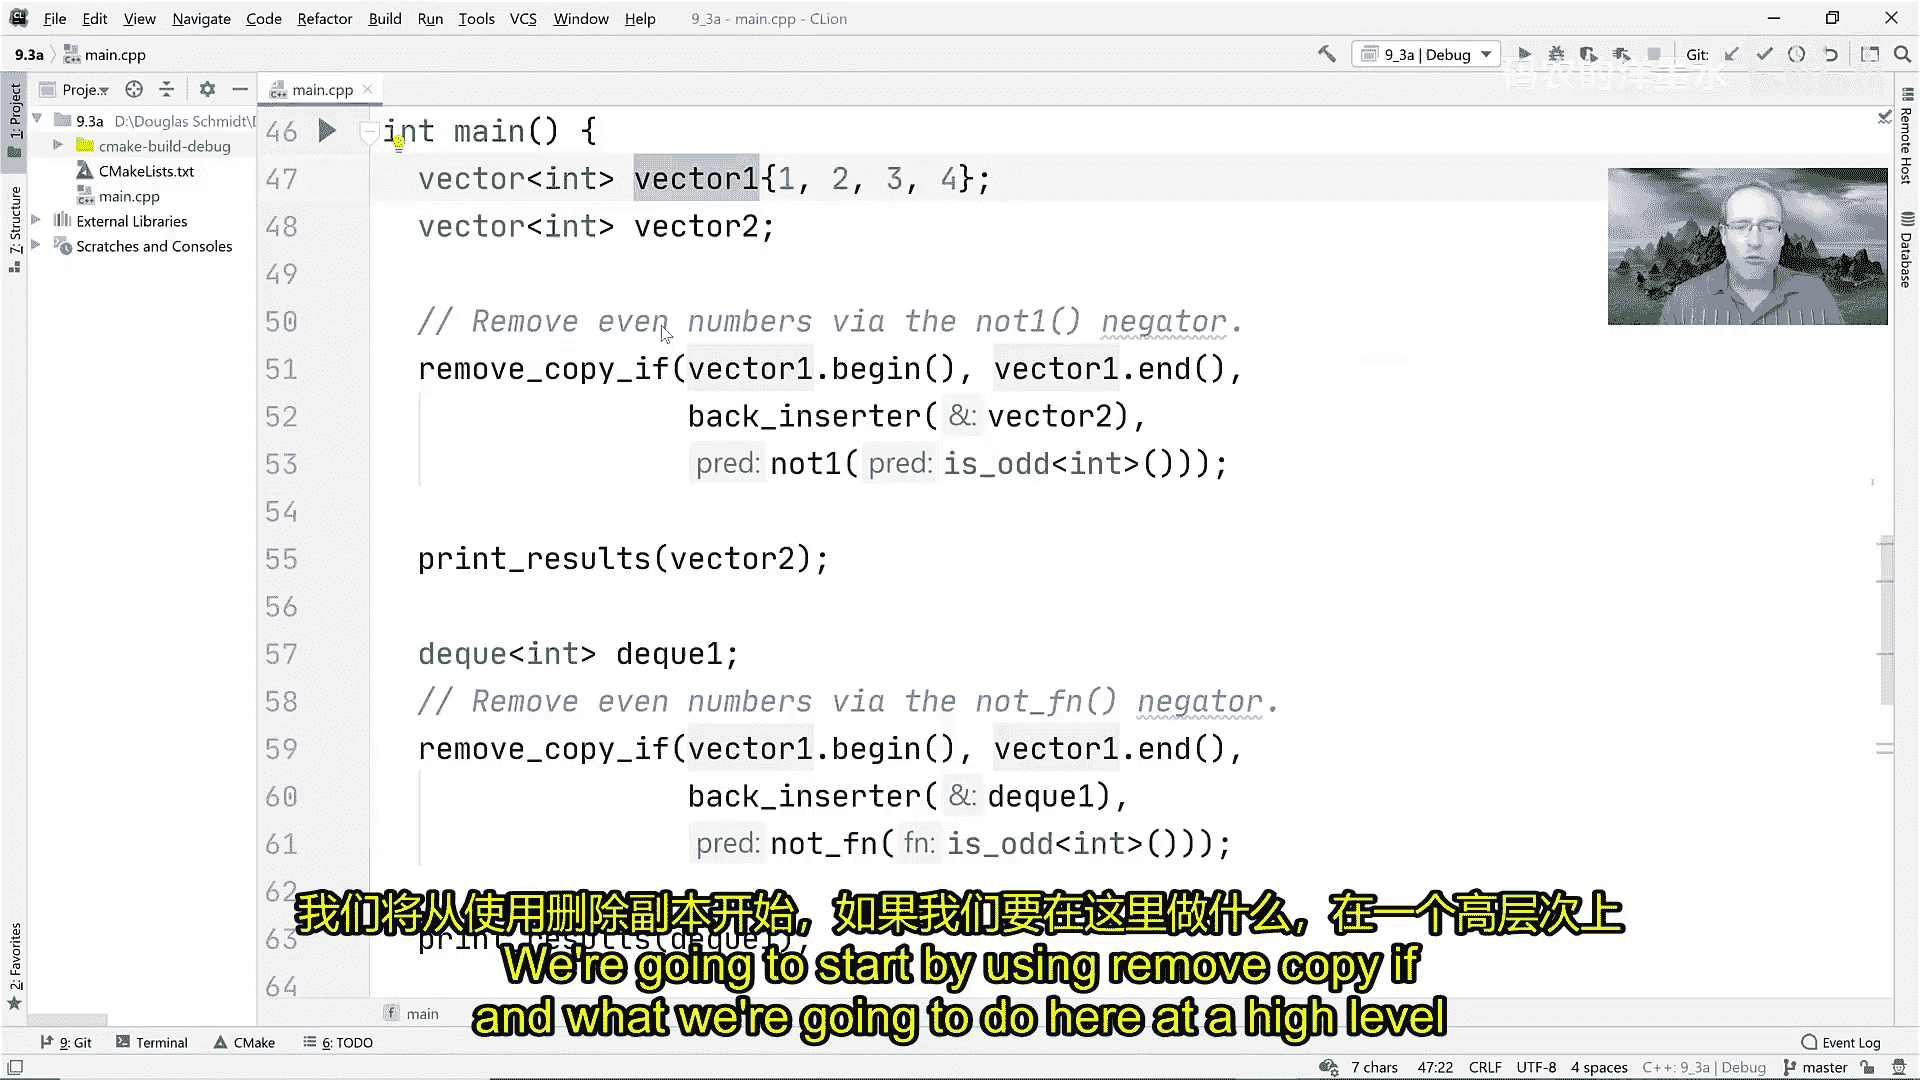 File Edit View Navigate Code Refactor Build Run Tools VCS Window Help 9_3a - main.cpp - CLion
9.3a main.cpp 9_3a | Debug Git:
码农的洋墨水
1: Project
Proje...
main.cpp
9.3a D:\Douglas Schmidt\
cmake-build-debug
CMakeLists.txt
main.cpp
External Libraries
Scratches and Consoles
7: Structure
2: Favorites
Remote Host
Database
46 int main() {
47 vector<int> vector1{1, 2, 3, 4};
48 vector<int> vector2;
49
50 // Remove even numbers via the not1() negator.
51 remove_copy_if(vector1.begin(), vector1.end(),
52 back_inserter( &: vector2),
53 pred: not1( pred: is_odd<int>()));
54
55 print_results(vector2);
56
57 deque<int> deque1;
58 // Remove even numbers via the not_fn() negator.
59 remove_copy_if(vector1.begin(), vector1.end(),
60 back_inserter( &: deque1),
61 pred: not_fn( fn: is_odd<int>()));
62
63 print_results(deque1);
64
我们将从使用删除副本开始，如果我们要在这里做什么，在一个高层次上
We're going to start by using remove copy if
and what we're going to do here at a high level
f main
9: Git Terminal CMake 6: TODO Event Log
7 chars 47:22 CRLF UTF-8 4 spaces C++: 9_3a | Debug master